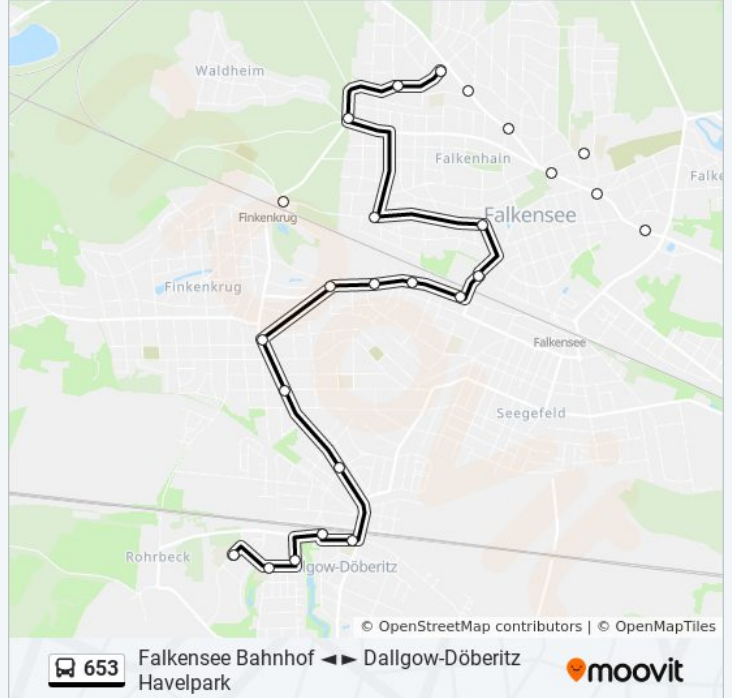 Waldheim
Falkenhain
Falke
Falkensee
Finkenkrug
Finkenkrug
Falkensee
Seegefeld
Rohrbeck
llgow-Döberitz
© OpenStreetMap contributors | © OpenMapTiles
653
Falkensee Bahnhof ◄► Dallgow-Döberitz
Havelpark
moovit